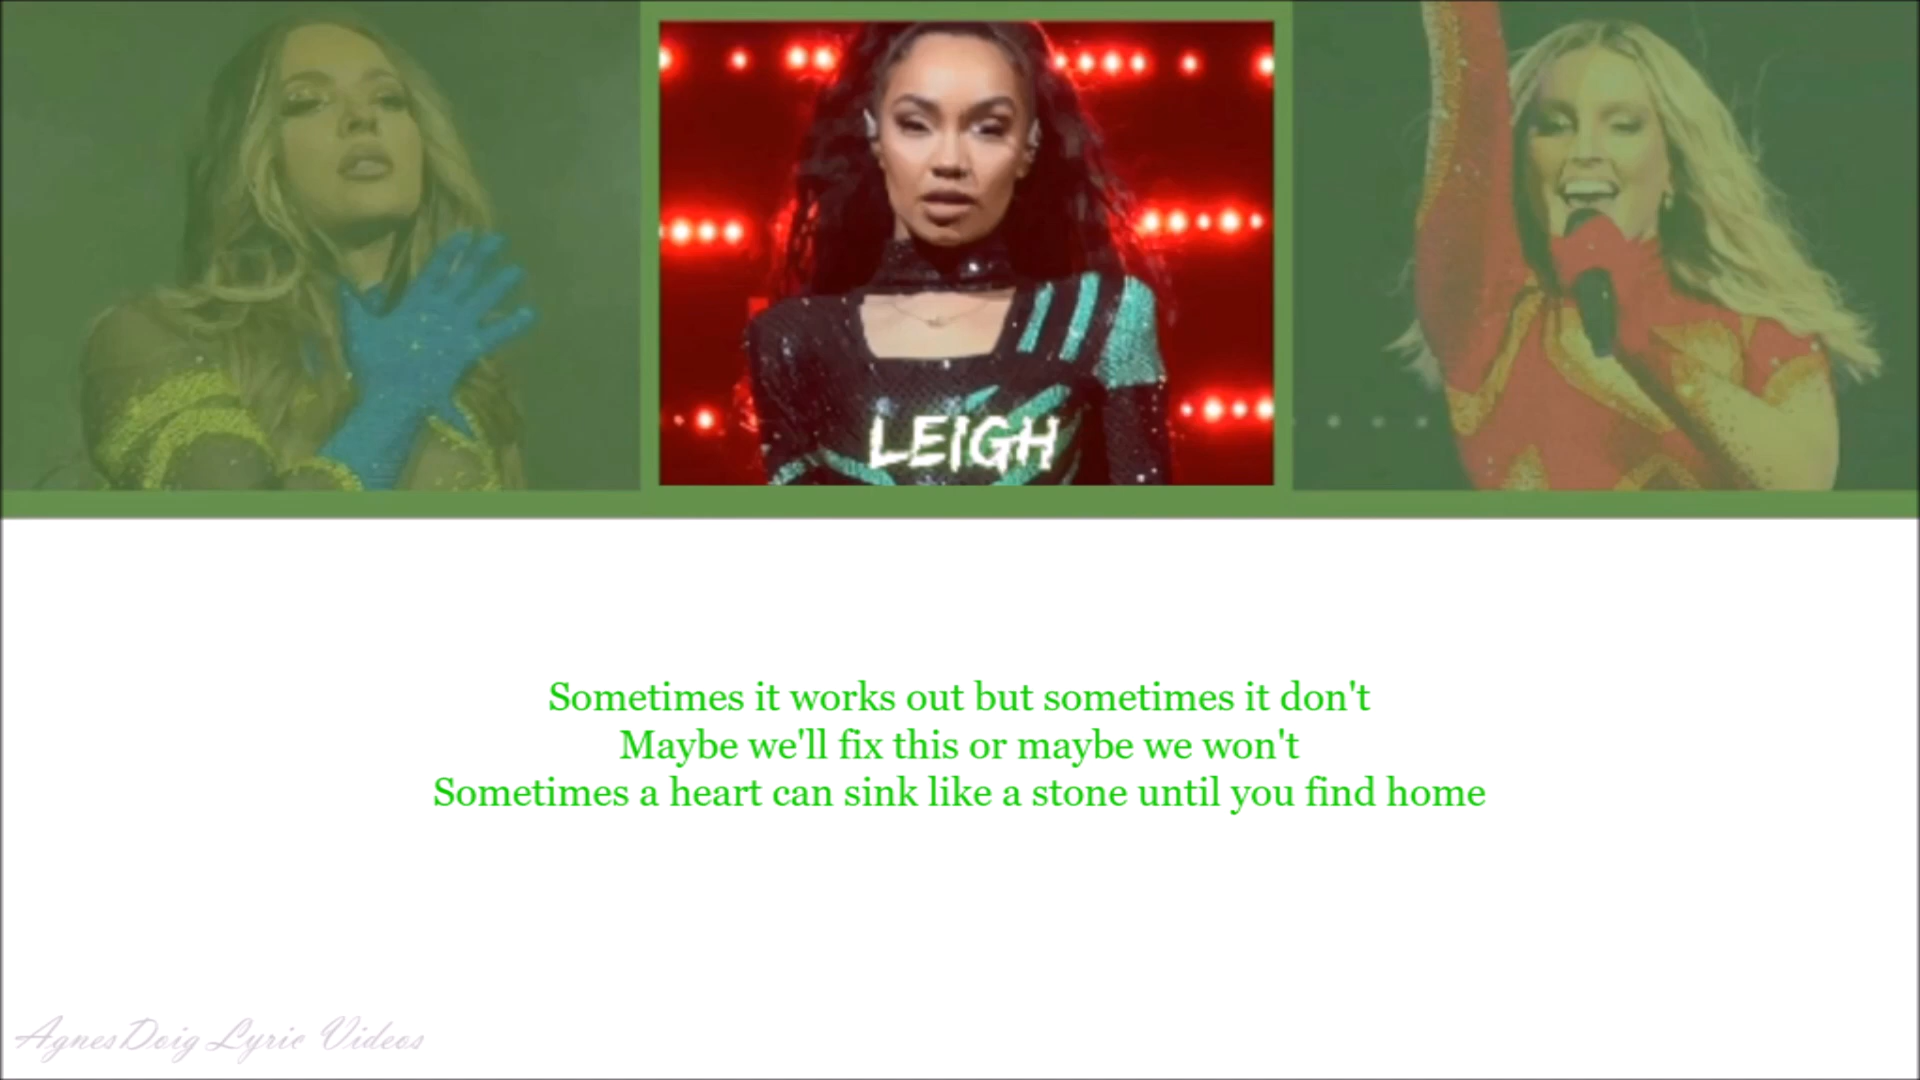 LEIGH
Sometimes it works out but sometimes it don't
Maybe we'll fix this or maybe we won't
Sometimes a heart can sink like a stone until you find home
AgnesDoig Lyric Videos